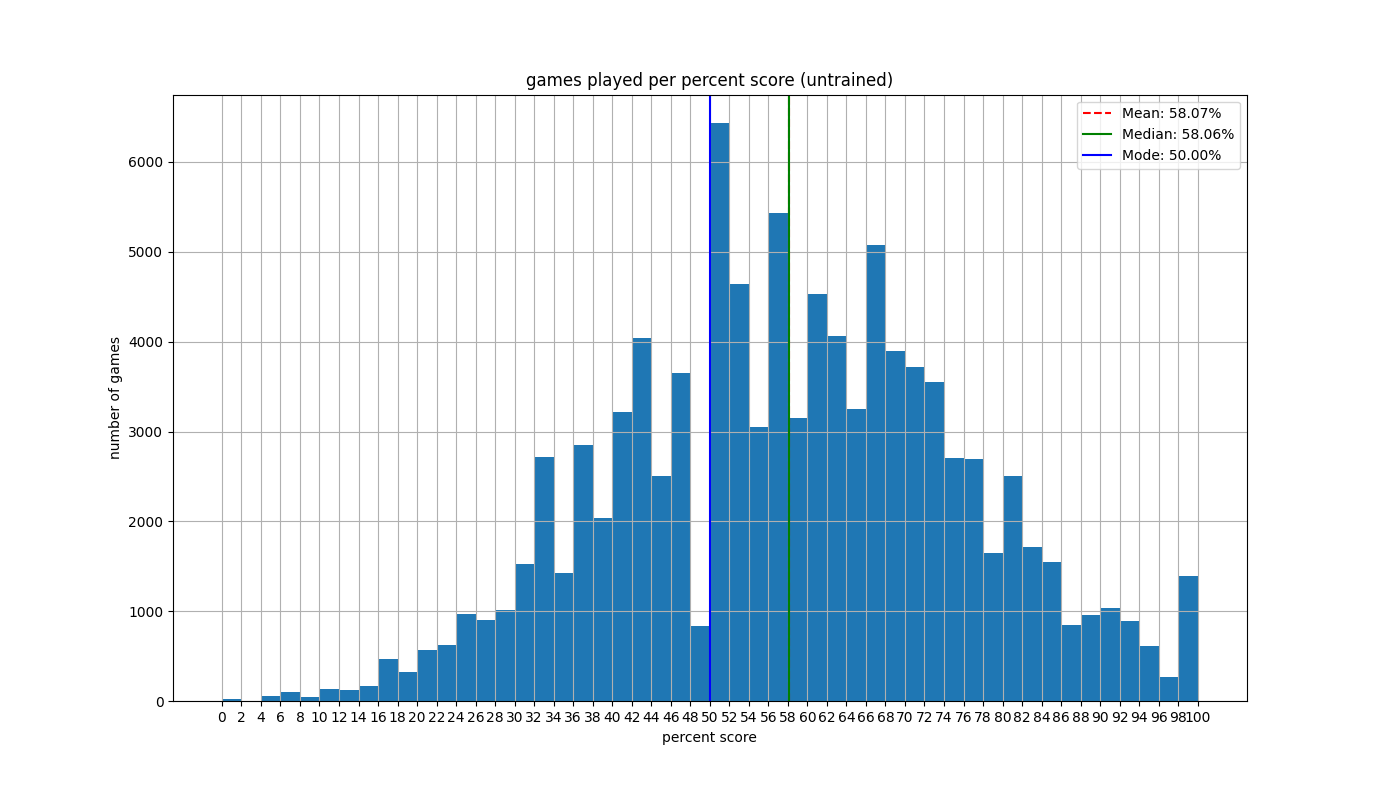 games played per percent score (untrained)
Mean: 58.07%
Median: 58.06%
Mode: 50.00%
number of games
6000
5000
4000
3000
2000
1000
0
0 2 4 6 8 10 12 14 16 18 20 22 24 26 28 30 32 34 36 38 40 42 44 46 48 50 52 54 56 58 60 62 64 66 68 70 72 74 76 78 80 82 84 86 88 90 92 94 96 98 100
percent score